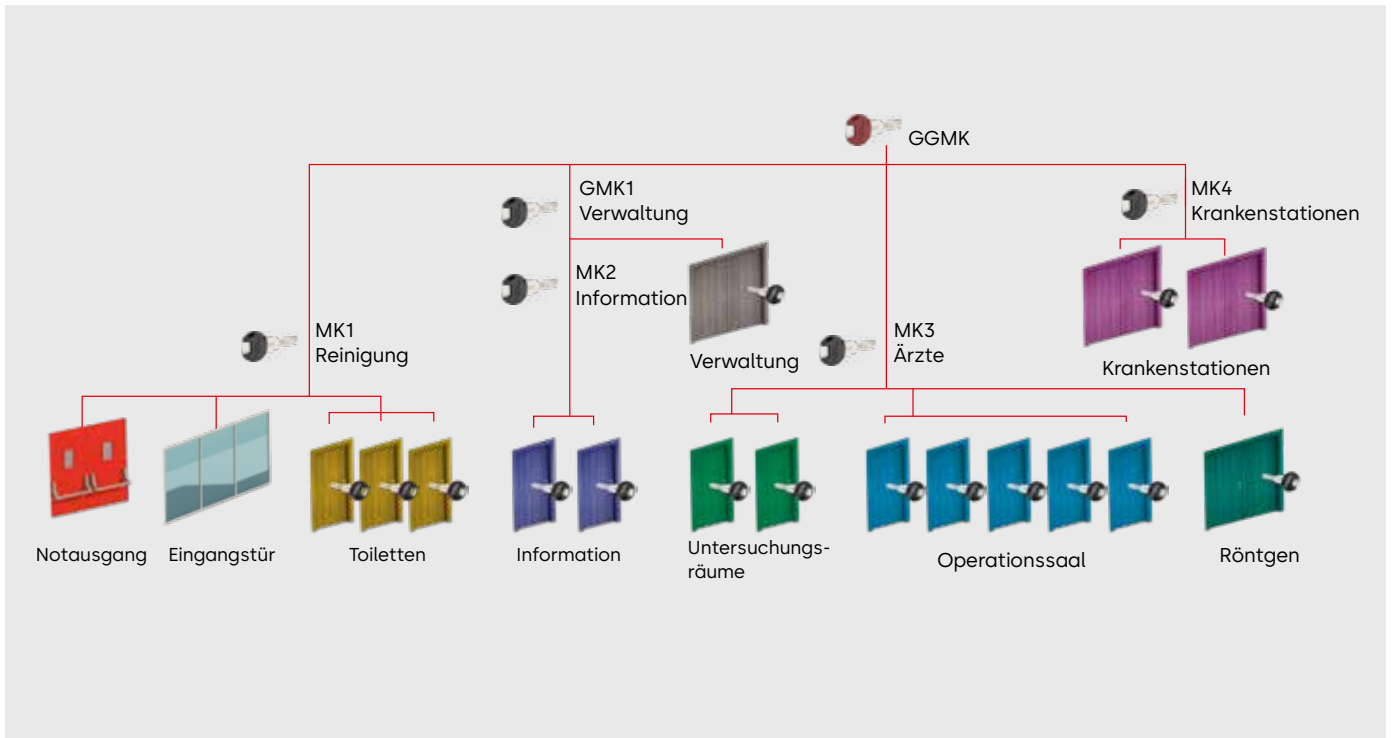 GGMK
GMK1
Verwaltung
MK4
Krankenstationen
MK2
Information
MK1
Reinigung
Verwaltung
MK3
Ärzte
Krankenstationen
Notausgang
Eingangstür
Toiletten
Information
Untersuchungs-
räume
Operationssaal
Röntgen